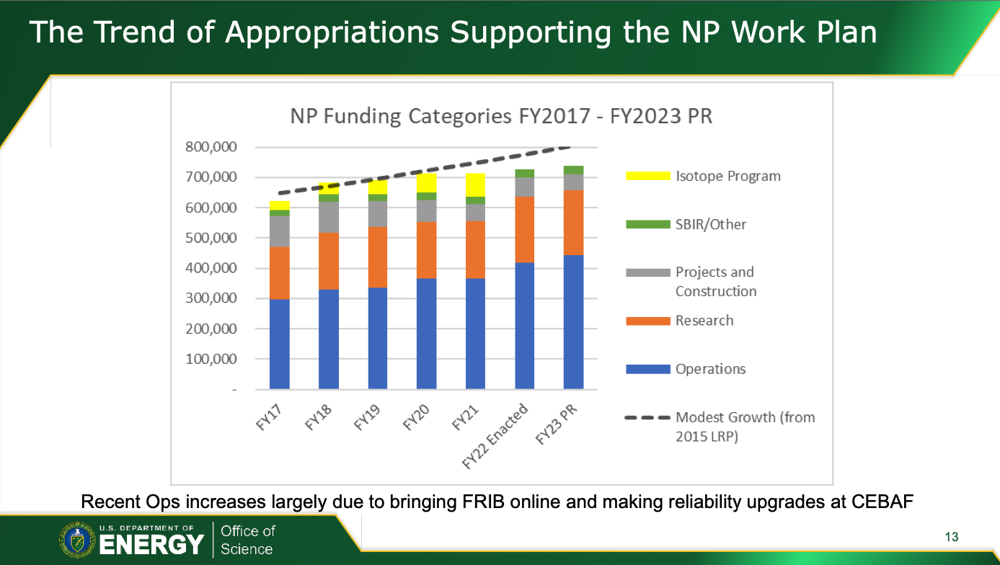 The Trend of Appropriations Supporting the NP Work Plan
NP Funding Categories FY2017 - FY2023 PR
800,000
700,000
600,000
500,000
400,000
300,000
200,000
100,000
-
FY17
FY18
FY19
FY20
FY21
FY22 Enacted
FY23 PR
Isotope Program
SBIR/Other
Projects and
Construction
Research
Operations
Modest Growth (from
2015 LRP)
Recent Ops increases largely due to bringing FRIB online and making reliability upgrades at CEBAF
U.S. DEPARTMENT OF
ENERGY
Office of
Science
13